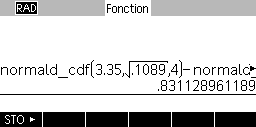 RAD
Fonction
normald_cdf(3.35,√.1089,4)-normalc
.831128961189
STO ►